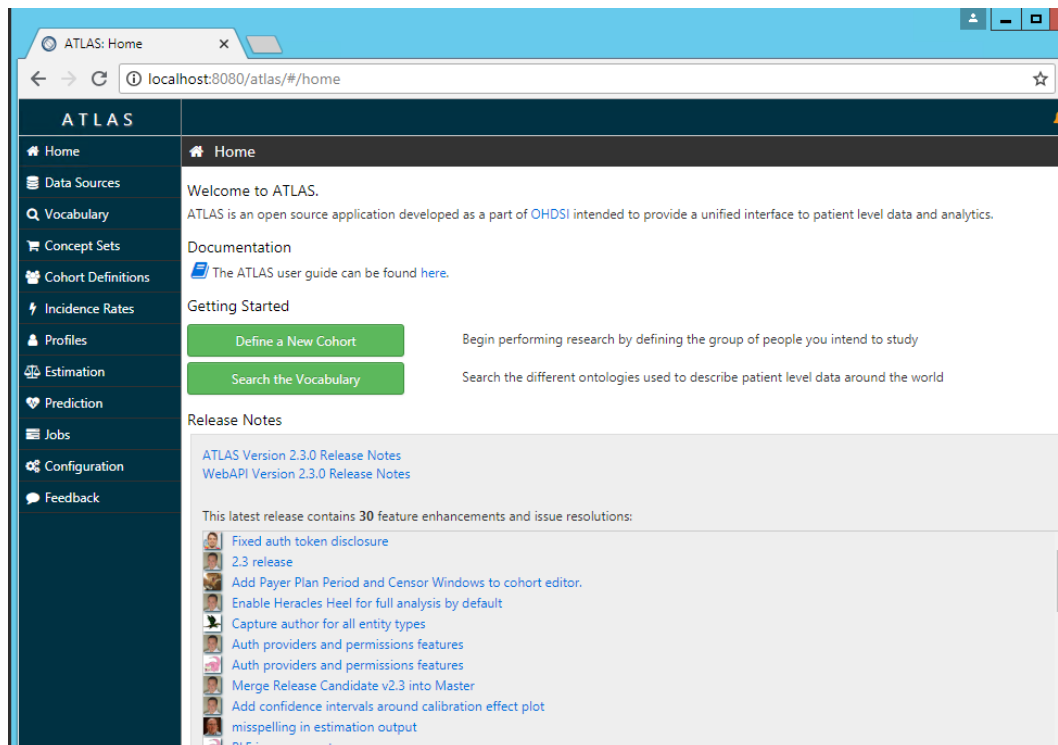 ATLAS: Home
localhost:8080/atlas/#/home
ATLAS
Home
Data Sources
Vocabulary
Concept Sets
Cohort Definitions
Incidence Rates
Profiles
Estimation
Prediction
Jobs
Configuration
Feedback
Home
Welcome to ATLAS.
ATLAS is an open source application developed as a part of OHDSI intended to provide a unified interface to patient level data and analytics.
Documentation
The ATLAS user guide can be found here.
Getting Started
Define a New Cohort
Begin performing research by defining the group of people you intend to study
Search the Vocabulary
Search the different ontologies used to describe patient level data around the world
Release Notes
ATLAS Version 2.3.0 Release Notes
WebAPI Version 2.3.0 Release Notes
This latest release contains 30 feature enhancements and issue resolutions:
Fixed auth token disclosure
2.3 release
Add Payer Plan Period and Censor Windows to cohort editor.
Enable Heracles Heel for full analysis by default
Capture author for all entity types
Auth providers and permissions features
Auth providers and permissions features
Merge Release Candidate v2.3 into Master
Add confidence intervals around calibration effect plot
misspelling in estimation output